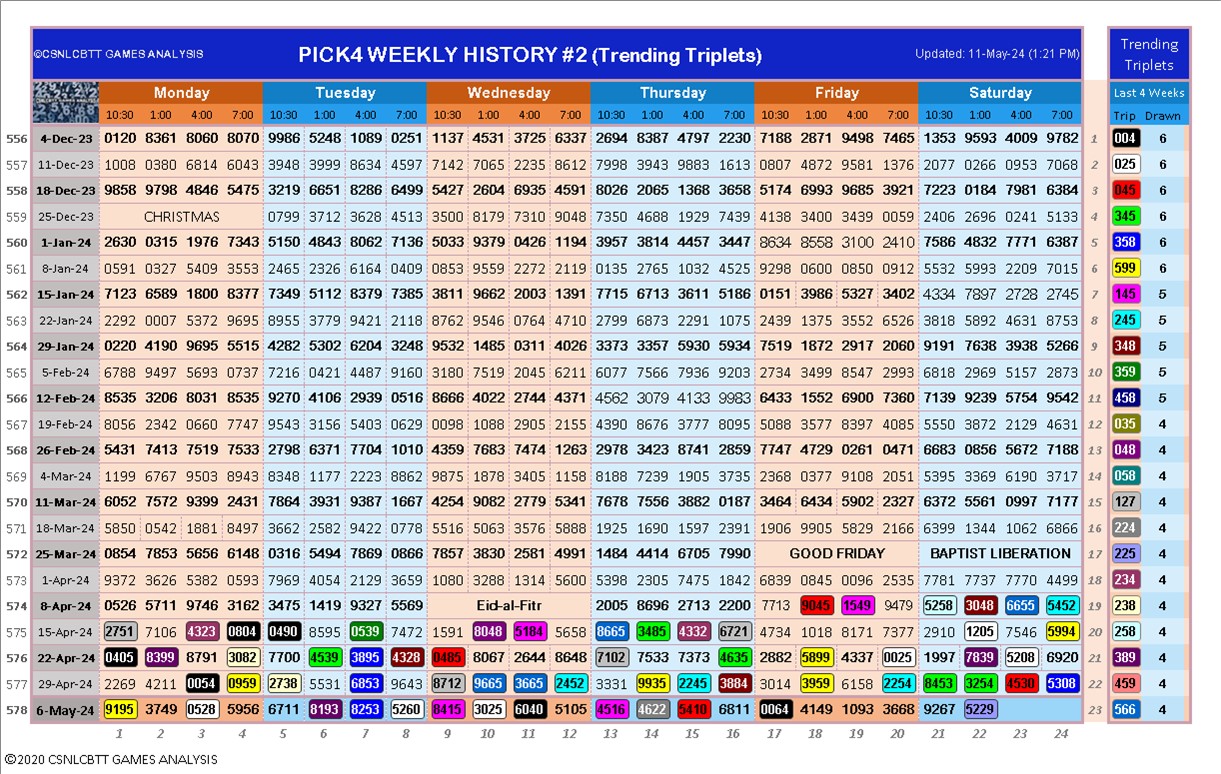 ©CSNLCBTT GAMES ANALYSIS PICK4 WEEKLY HISTORY #2 (Trending Triplets) Updated: 11-May-24 (1:21 PM) Trending
Triplets
Monday Tuesday Wednesday Thursday Friday Saturday Last 4 Weeks
10:30 1:00 4:00 7:00 10:30 1:00 4:00 7:00 10:30 1:00 4:00 7:00 10:30 1:00 4:00 7:00 10:30 1:00 4:00 7:00 10:30 1:00 4:00 7:00 Trip Drawn
556 4-Dec-23 0120 8361 8060 8070 9986 5248 1089 0251 1137 4531 3725 6337 2694 8387 4797 2230 7188 2871 9498 7465 1353 9593 4009 9782 1 004 6
557 11-Dec-23 1008 0380 6814 6043 3948 3999 8634 4597 7142 7065 2235 8612 7998 3943 9883 1613 0807 4872 9581 1376 2077 0266 0953 7068 2 025 6
558 18-Dec-23 9858 9798 4846 5475 3219 6651 8286 6499 5427 2604 6935 4591 8026 2065 1368 3658 5174 6993 9685 3921 7223 0184 7981 6384 3 045 6
559 25-Dec-23 CHRISTMAS 0799 3712 3628 4513 3500 8179 7310 9048 7350 4688 1929 7439 4138 3400 3439 0059 2406 2696 0241 5133 4 345 6
560 1-Jan-24 2630 0315 1976 7343 5150 4843 8062 7136 5033 9379 0426 1194 3957 3814 4457 3447 8634 8558 3100 2410 7586 4832 7771 6387 5 358 6
561 8-Jan-24 0591 0327 5409 3553 2465 2326 6164 0409 0853 9559 2272 2119 0135 2765 1032 4525 9298 0600 0850 0912 5532 5993 2209 7015 6 599 6
562 15-Jan-24 7123 6589 1800 8377 7349 5112 8379 7385 3811 9662 2003 1391 7715 6713 3611 5186 0151 3986 5327 3402 4334 7897 2728 2745 7 145 5
563 22-Jan-24 2292 0007 5372 9695 8955 3779 9421 2118 8762 9546 0764 4710 2799 6873 2291 1075 2439 1375 3552 6526 3818 5892 4631 8753 8 245 5
564 29-Jan-24 0220 4190 9695 5515 4282 5302 6204 3248 9532 1485 0311 4026 3373 3357 5930 5934 7519 1872 2917 2060 9191 7638 3938 5266 9 348 5
565 5-Feb-24 6788 9497 5693 0737 7216 0421 4487 9160 3180 7519 2045 6211 6077 7566 7936 9203 2734 3499 8547 2993 6818 2969 5157 2873 10 359 5
566 12-Feb-24 8535 3206 8031 8535 9270 4106 2939 0516 8666 4022 2744 4371 4562 3079 4133 9983 6433 1552 6900 7360 7139 9239 5754 9542 11 458 5
567 19-Feb-24 8056 2342 0660 7747 9543 3156 5403 0629 0098 1088 2905 2155 4390 8676 3777 8095 5088 3577 8397 4085 5550 3872 2129 4631 12 035 4
568 26-Feb-24 5431 7413 7519 7533 2798 6371 7704 1010 4359 7683 7474 1263 2978 3423 8741 2859 7747 4729 0261 0471 6683 0856 5672 7188 13 048 4
569 4-Mar-24 1199 6767 9503 8943 8348 1177 2223 8862 9875 1878 3405 1158 8188 7239 1905 3735 2368 0377 9108 2051 5395 3369 6190 3717 14 058 4
570 11-Mar-24 6052 7572 9399 2431 7864 3931 9387 1667 4254 9082 2779 5341 7678 7556 3882 0187 3464 6434 5902 2327 6372 5561 0997 7177 15 127 4
571 18-Mar-24 5850 0542 1881 8497 3662 2582 9422 0778 5516 5063 3576 5888 1925 1690 1597 2391 1906 9905 5829 2166 6399 1344 1062 6866 16 224 4
572 25-Mar-24 0854 7853 5656 6148 0316 5494 7869 0866 7857 3830 2581 4991 1484 4414 6705 7990 GOOD FRIDAY BAPTIST LIBERATION 17 225 4
573 1-Apr-24 9372 3626 5382 0593 7969 4054 2129 3659 1080 3288 1314 5600 5398 2305 7475 1842 6839 0845 0096 2535 7781 7737 7770 4499 18 234 4
574 8-Apr-24 0526 5711 9746 3162 3475 1419 9327 5569 Eid-al-Fitr 2005 8696 2713 2200 7713 9045 1549 9479 5258 3048 6655 5452 19 238 4
575 15-Apr-24 2751 7106 4323 0804 0490 8595 0539 7472 1591 8048 5184 5658 8665 3485 4332 6721 4734 1018 8171 7377 2910 1205 7546 5994 20 258 4
576 22-Apr-24 0405 8399 8791 3082 7700 4539 3895 4328 0485 8067 2644 8648 7102 7533 7373 4635 2882 5899 4337 0025 1997 7839 5208 6920 21 389 4
577 29-Apr-24 2269 4211 0054 0959 2738 5531 6853 9643 8712 9665 3665 2452 3331 9935 2245 3884 3014 3959 6158 2254 8453 3254 4530 5308 22 459 4
578 6-May-24 9195 3749 0528 5956 6711 8193 8253 5260 8415 3025 6040 5105 4516 4622 5410 6811 0064 4149 1093 3668 9267 5229 23 566 4
1 2 3 4 5 6 7 8 9 10 11 12 13 14 15 16 17 18 19 20 21 22 23 24
©2020 CSNLCBTT GAMES ANALYSIS